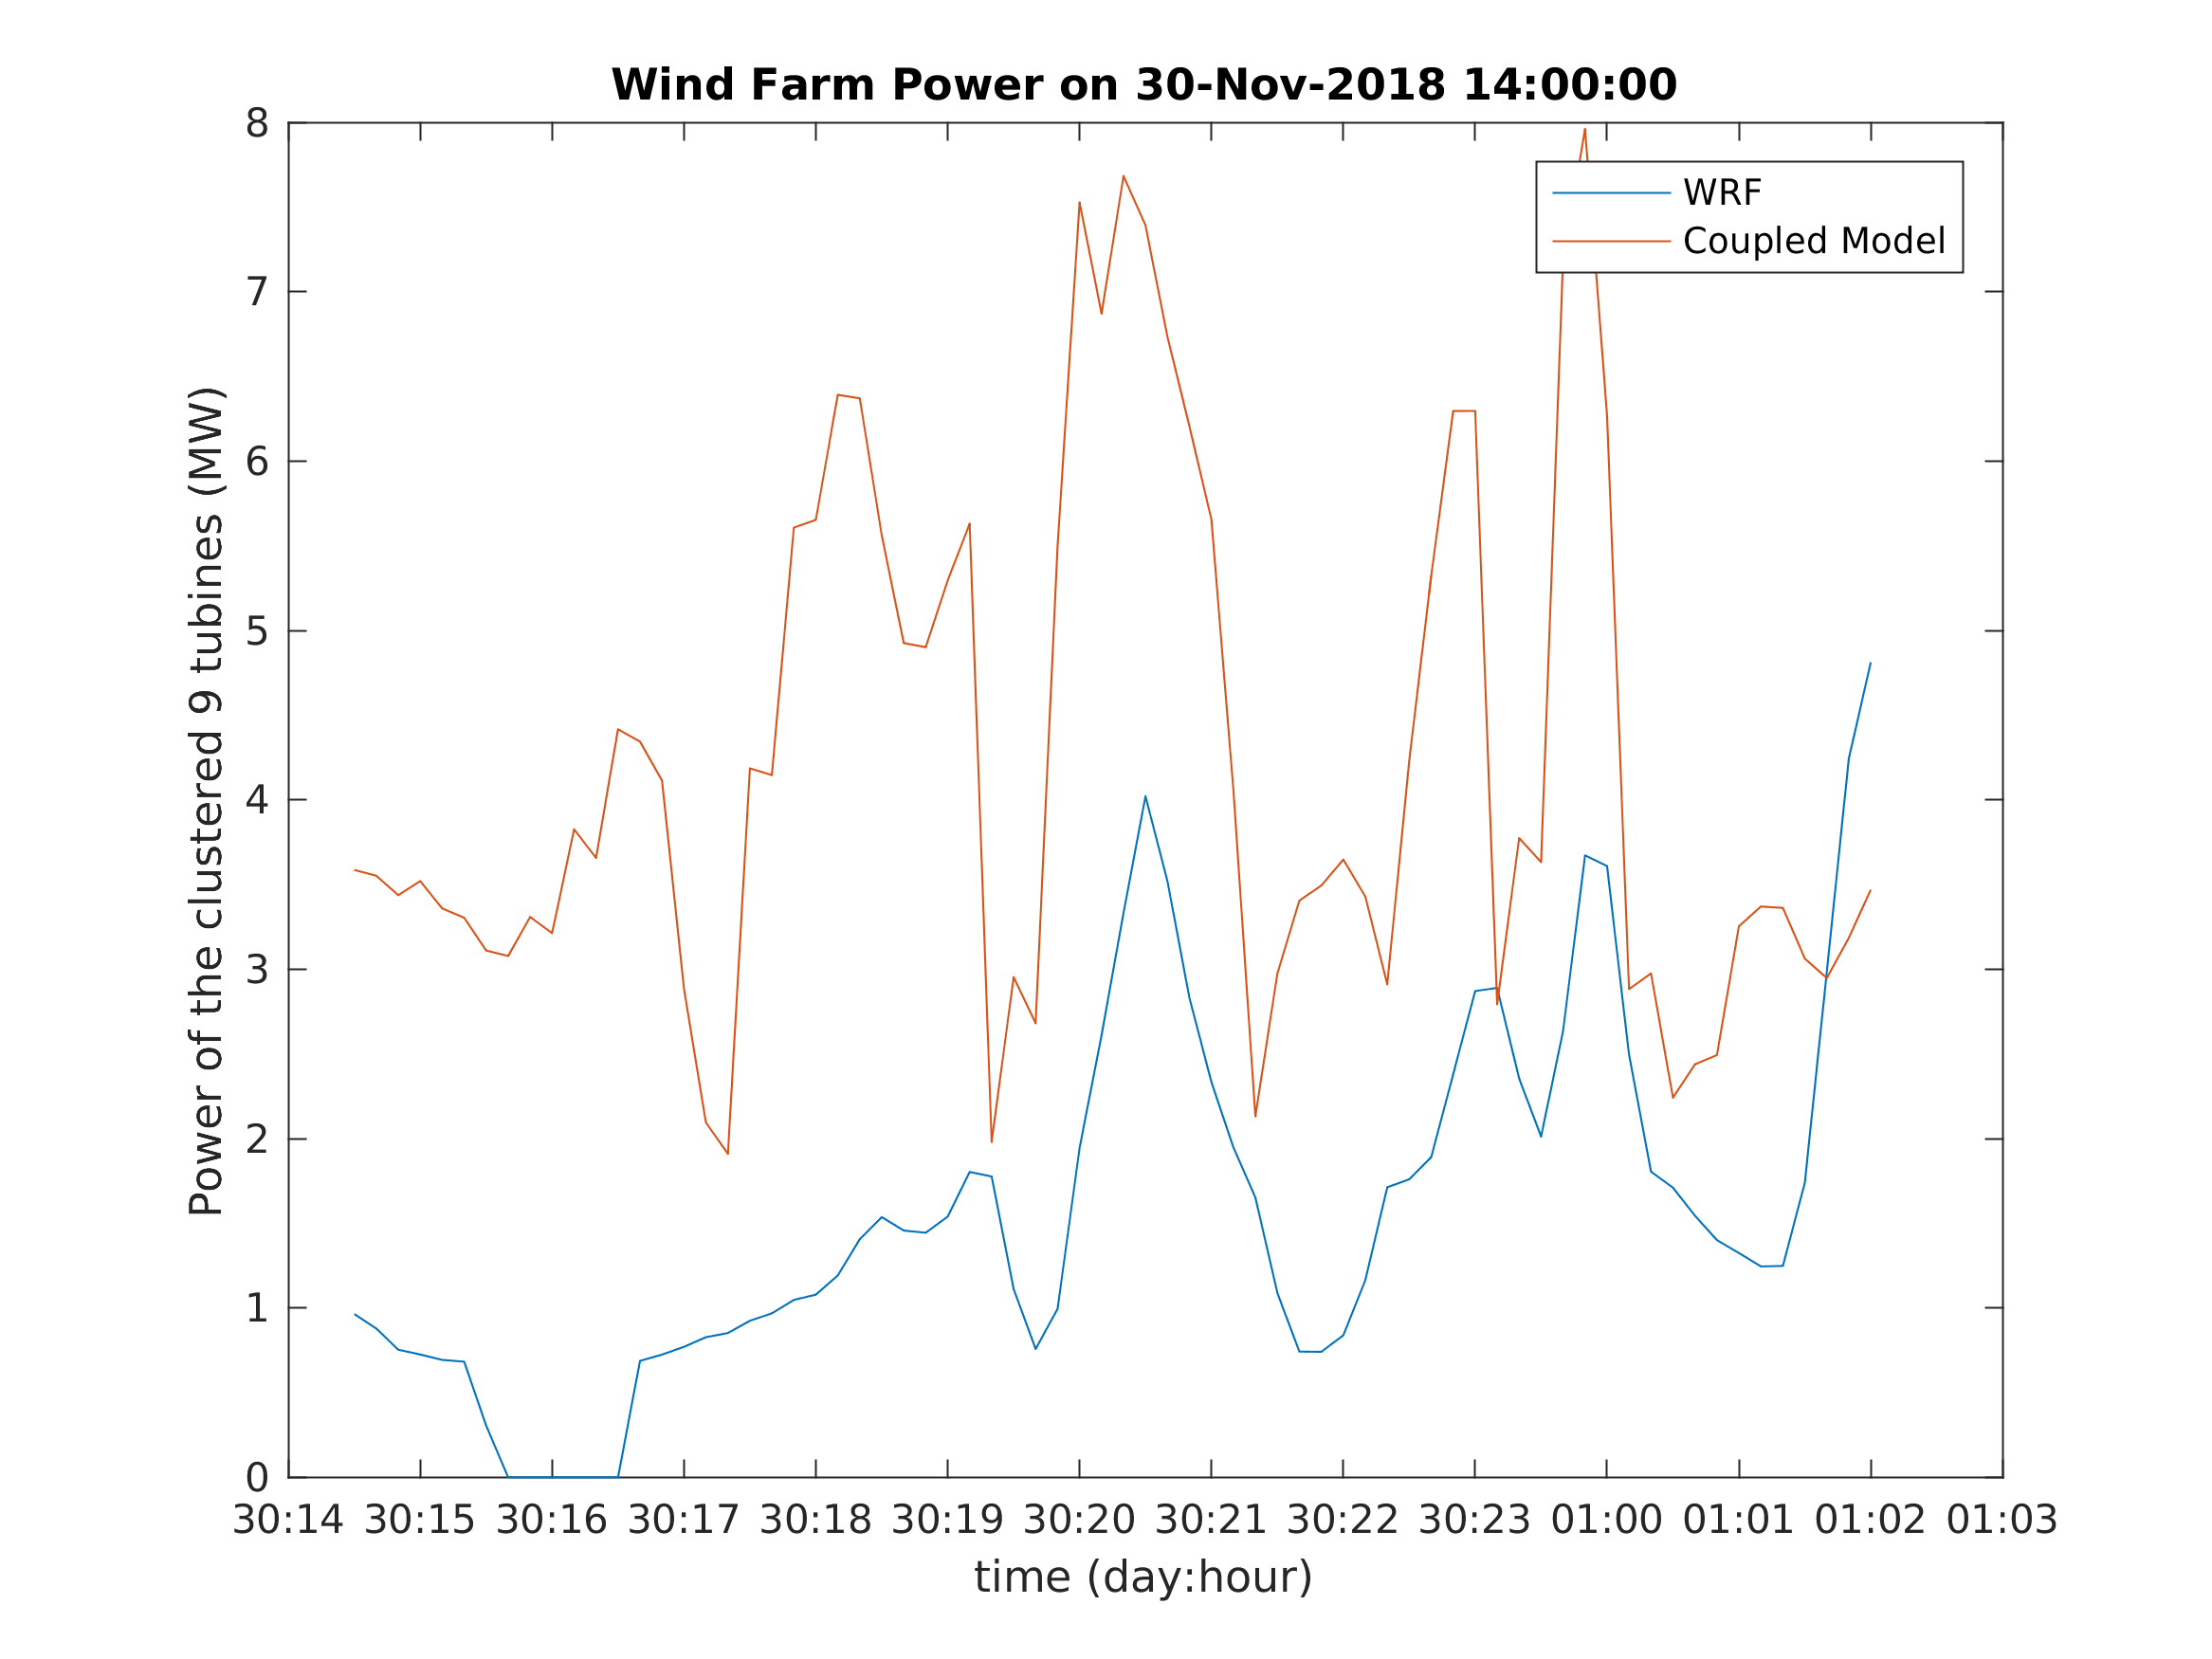 Wind Farm Power on 30-Nov-2018 14:00:00
8
7
6
5
4
3
2
1
0
Power of the clustered 9 tubines (MW)
WRF
Coupled Model
30:14 30:15 30:16 30:17 30:18 30:19 30:20 30:21 30:22 30:23 01:00 01:01 01:02 01:03
time (day:hour)